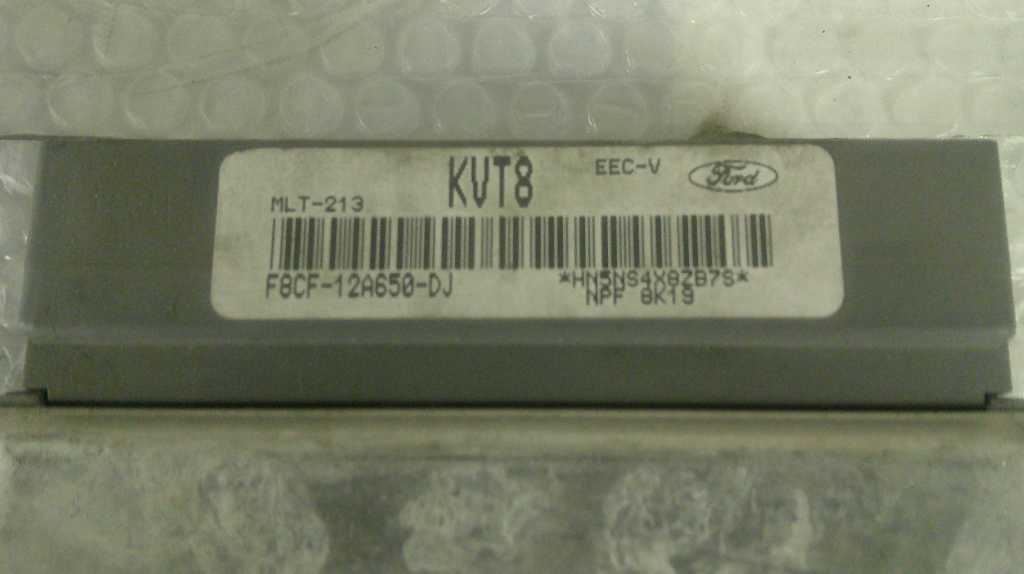 KVT8
EEC-V
Ford
MLT-213
F8CF-12A650-DJ
*HN5NS4X8ZB7S*
NPF 8K19